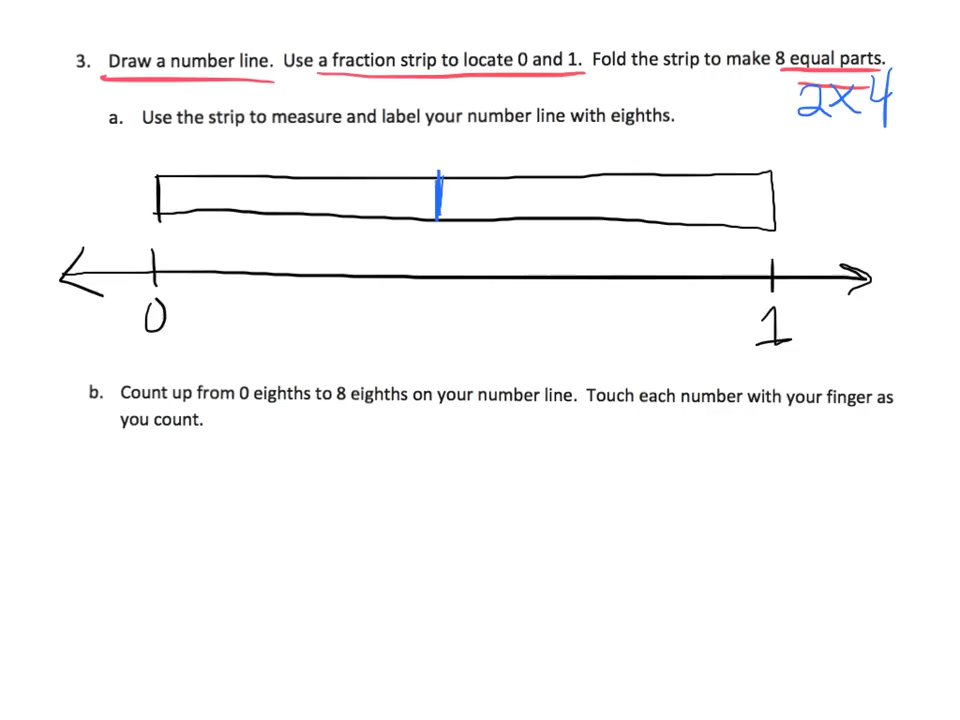 3. Draw a number line. Use a fraction strip to locate 0 and 1. Fold the strip to make 8 equal parts.
2x4
a. Use the strip to measure and label your number line with eighths.
0 1
b. Count up from 0 eighths to 8 eighths on your number line. Touch each number with your finger as
you count.